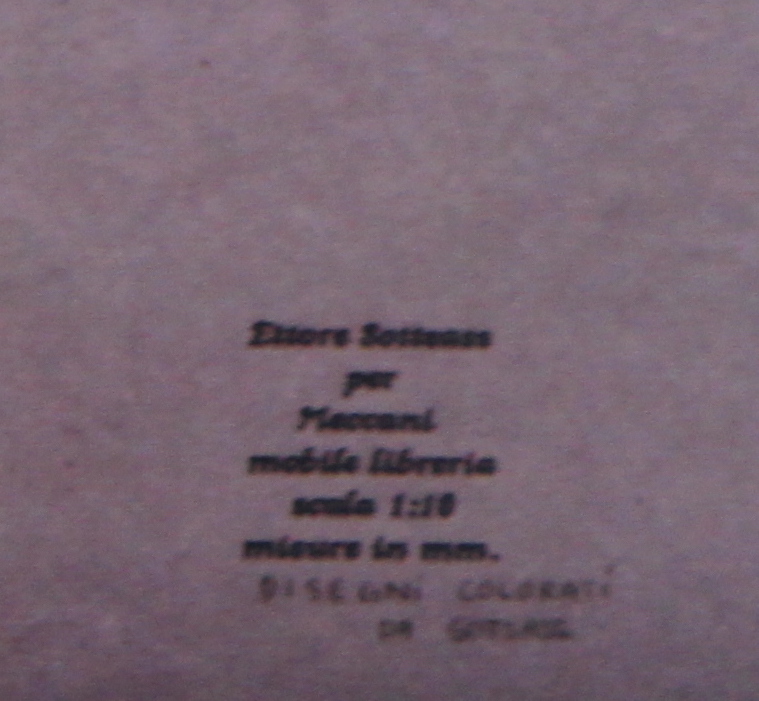 Ettore Sottsass
per
Meccani
mobile libreria
scala 1:10
misure in mm.
DISEGNI COLORATI
DA SOTTSASS